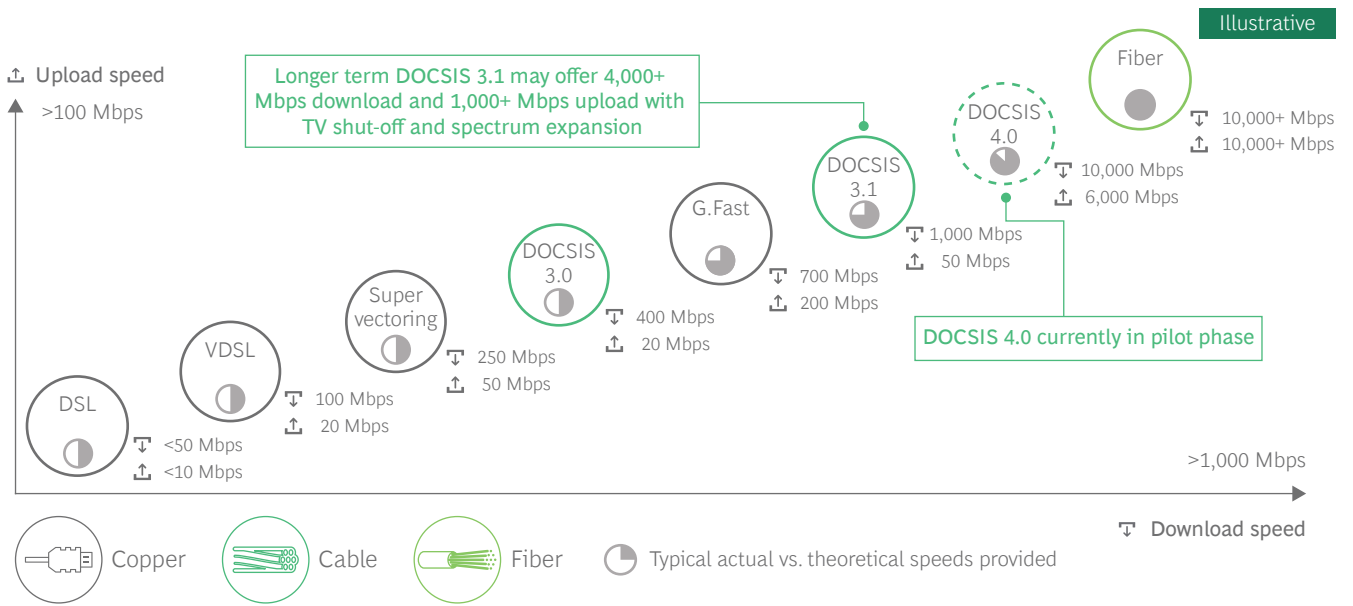 Illustrative
Upload speed
>100 Mbps
Longer term DOCSIS 3.1 may offer 4,000+
Mbps download and 1,000+ Mbps upload with
TV shut-off and spectrum expansion
Fiber
10,000+ Mbps
10,000+ Mbps
DOCSIS
4.0
10,000 Mbps
6,000 Mbps
DOCSIS
3.1
1,000 Mbps
50 Mbps
G.Fast
700 Mbps
200 Mbps
DOCSIS
3.0
400 Mbps
20 Mbps
DOCSIS 4.0 currently in pilot phase
Super
vectoring
250 Mbps
50 Mbps
VDSL
100 Mbps
20 Mbps
DSL
<50 Mbps
<10 Mbps
>1,000 Mbps
Download speed
Copper
Cable
Fiber
Typical actual vs. theoretical speeds provided